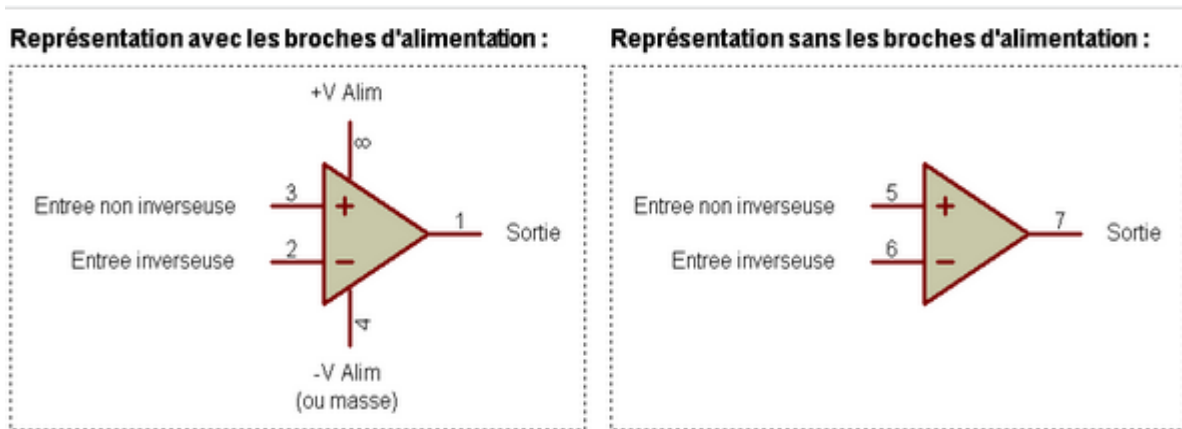 Représentation avec les broches d'alimentation :
+V Alim
8
Entree non inverseuse
3
+
1
Sortie
Entree inverseuse
2
−
4
-V Alim
(ou masse)
Représentation sans les broches d'alimentation :
Entree non inverseuse
5
+
7
Sortie
Entree inverseuse
6
−